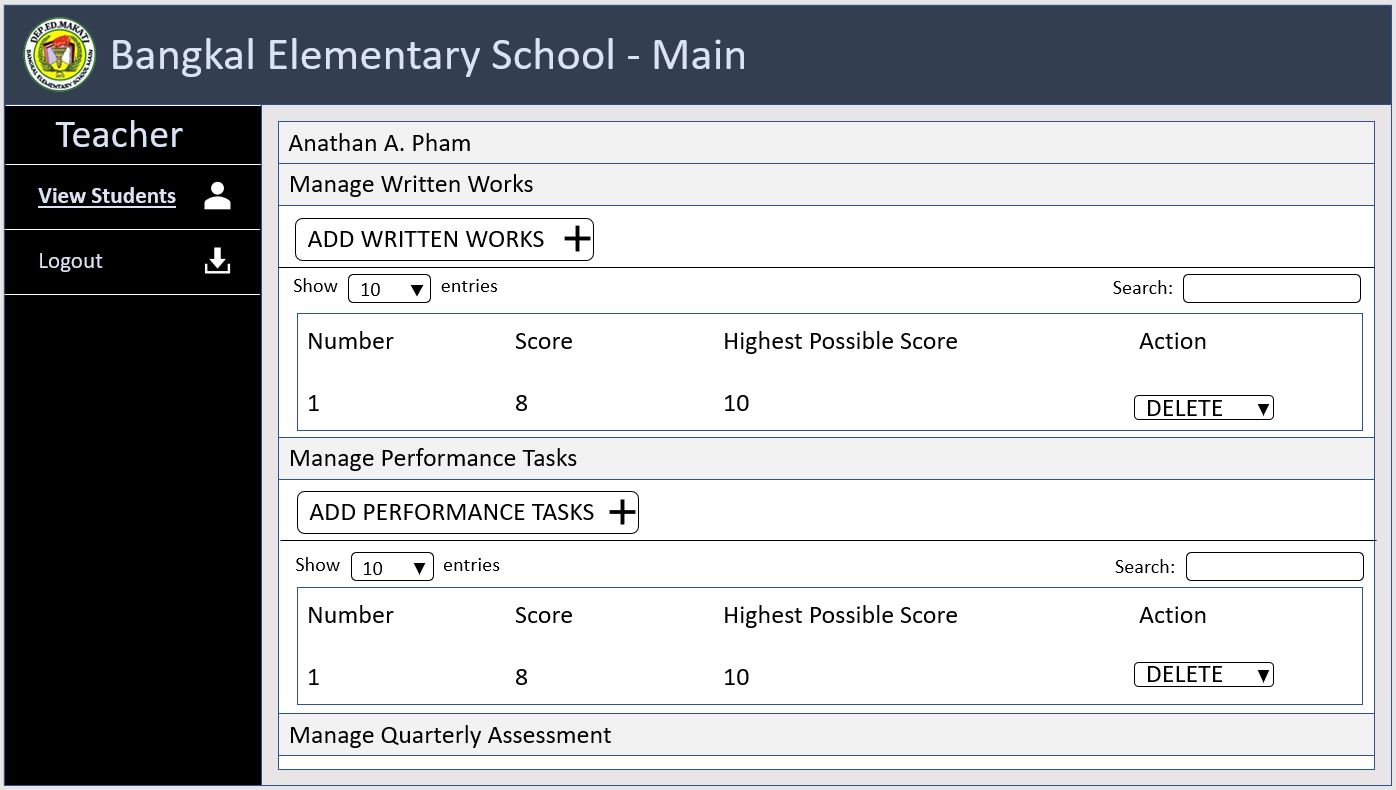 DEP.ED.MAKATI
BANGKAL ELEMENTARY SCHOOL MAIN
Bangkal Elementary School - Main
Teacher
View Students
Logout
Anathan A. Pham
Manage Written Works
ADD WRITTEN WORKS
Show 10 ▼ entries Search:
Number Score Highest Possible Score Action
1 8 10 DELETE ▼
Manage Performance Tasks
ADD PERFORMANCE TASKS
Show 10 ▼ entries Search:
Number Score Highest Possible Score Action
1 8 10 DELETE ▼
Manage Quarterly Assessment